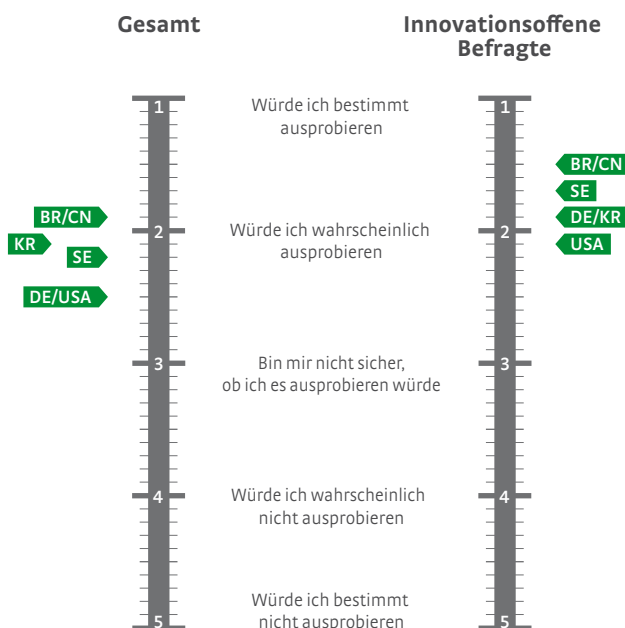 Gesamt
Innovationsoffene
Befragte
1
Würde ich bestimmt
ausprobieren
1
BR/CN
SE
BR/CN
DE/KR
2
Würde ich wahrscheinlich
ausprobieren
2
KR
USA
SE
DE/USA
3
Bin mir nicht sicher,
ob ich es ausprobieren würde
3
4
Würde ich wahrscheinlich
nicht ausprobieren
4
Würde ich bestimmt
nicht ausprobieren
5
5